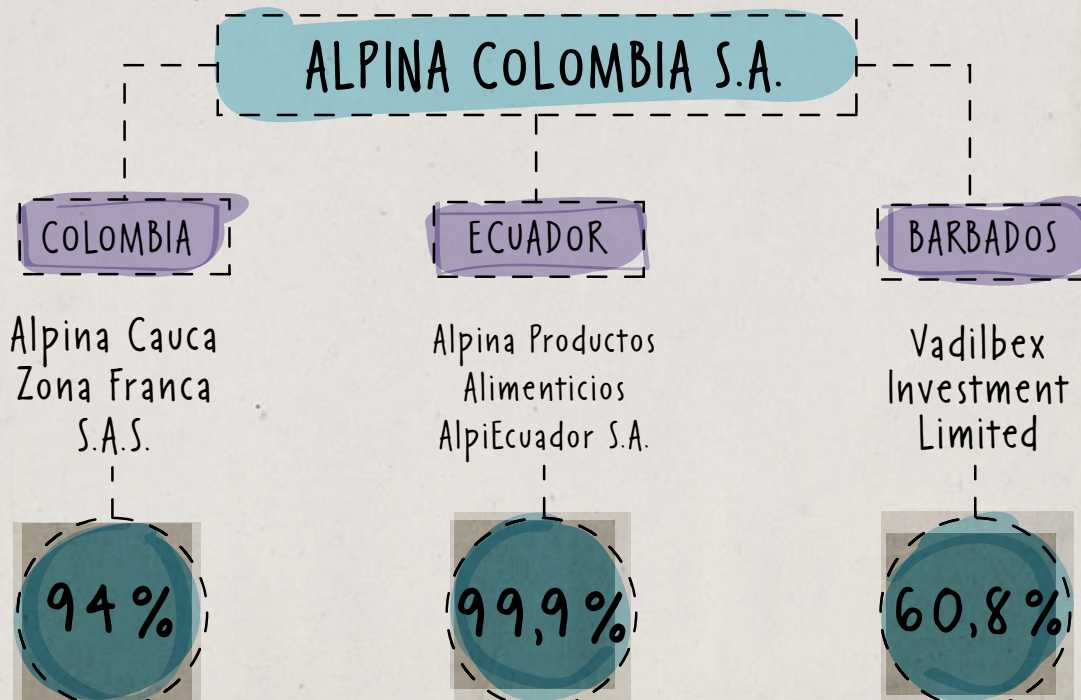 ALPINA COLOMBIA S.A.
COLOMBIA
ECUADOR
BARBADOS
Alpina Cauca
Zona Franca
S.A.S.
Alpina Productos
Alimenticios
AlpiEcuador S.A.
Vadilbex
Investment
Limited
94%
99,9%
60,8%